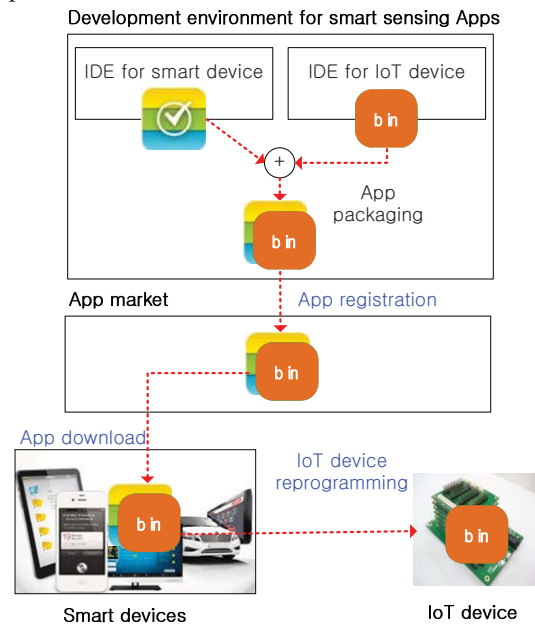 Development environment for smart sensing Apps
IDE for smart device
IDE for IoT device
bin
+
App
packaging
bin
App market
App registration
bin
App download
IoT device
reprogramming
bin
bin
Smart devices
IoT device